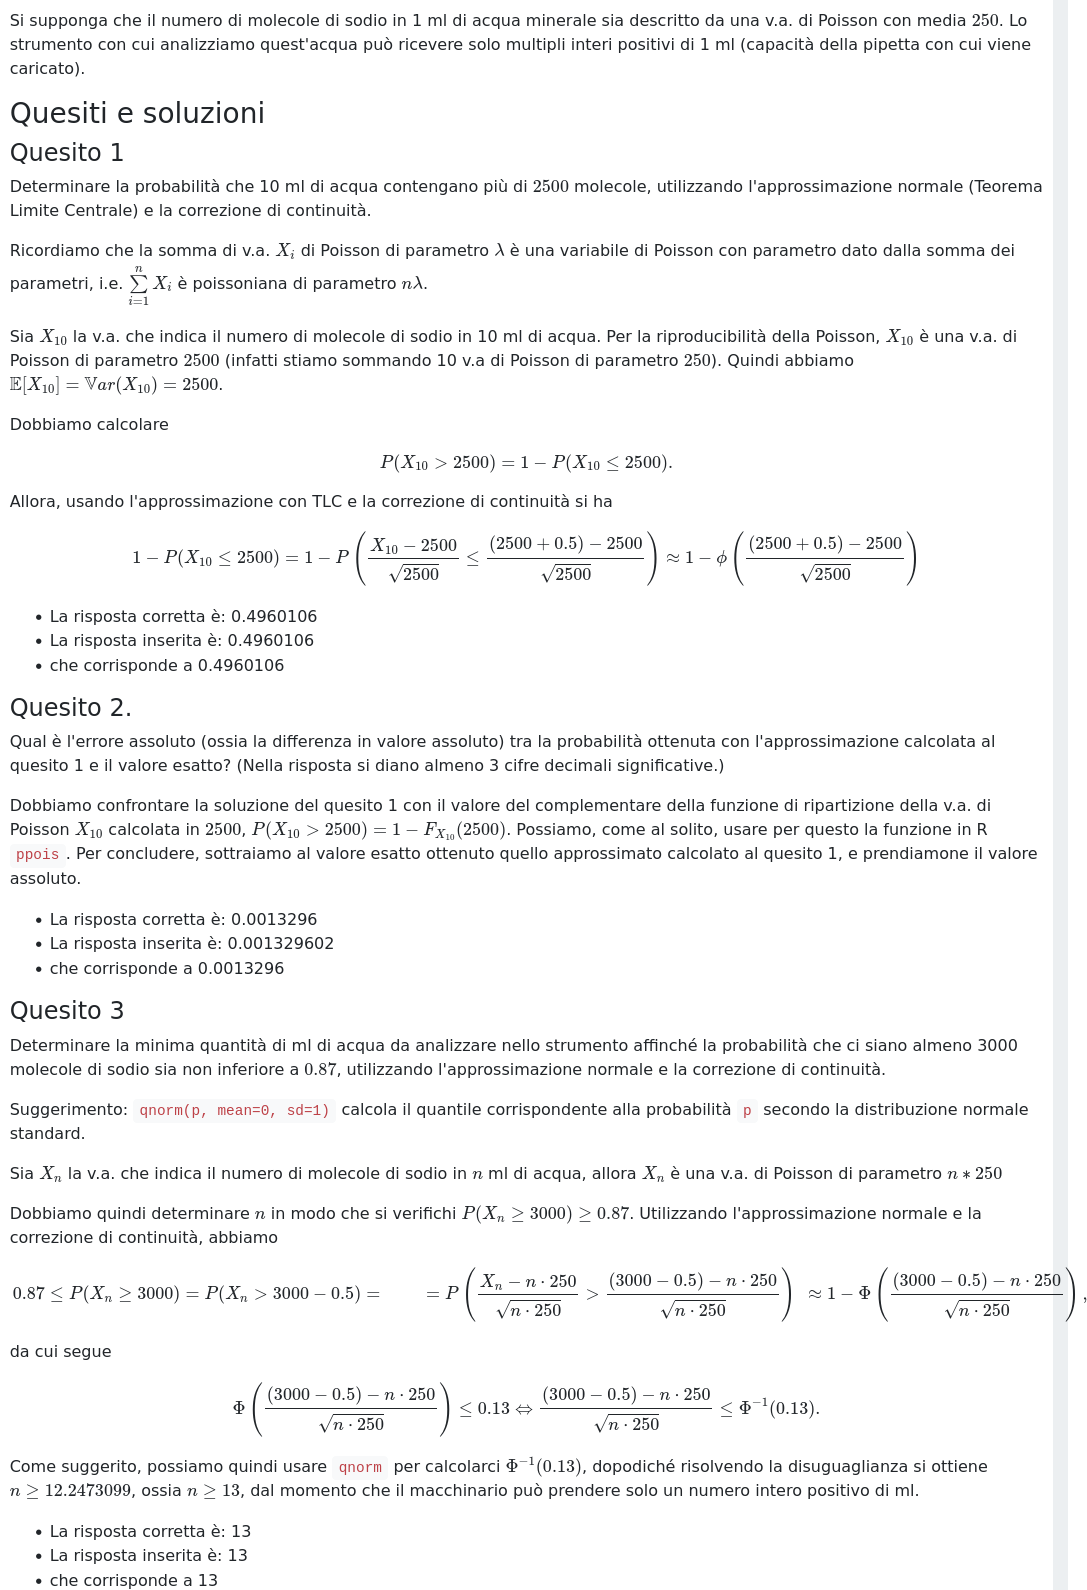 Si supponga che il numero di molecole di sodio in 1 ml di acqua minerale sia descritto da una v.a. di Poisson con media 250. Lo
strumento con cui analizziamo quest'acqua può ricevere solo multipli interi positivi di 1 ml (capacità della pipetta con cui viene
caricato).
Quesiti e soluzioni
Quesito 1
Determinare la probabilità che 10 ml di acqua contengano più di 2500 molecole, utilizzando l'approssimazione normale (Teorema
Limite Centrale) e la correzione di continuità.
Ricordiamo che la somma di v.a. $X_i$ di Poisson di parametro $\lambda$ è una variabile di Poisson con parametro dato dalla somma dei
parametri, i.e. $\sum_{i=1}^{n} X_i$ è poissoniana di parametro $n\lambda$.
Sia $X_{10}$ la v.a. che indica il numero di molecole di sodio in 10 ml di acqua. Per la riproducibilità della Poisson, $X_{10}$ è una v.a. di
Poisson di parametro 2500 (infatti stiamo sommando 10 v.a di Poisson di parametro 250). Quindi abbiamo
$\mathbb{E}[X_{10}] = \mathbb{V}ar(X_{10}) = 2500.$
Dobbiamo calcolare
$P(X_{10} > 2500) = 1 - P(X_{10} \leq 2500).$
Allora, usando l'approssimazione con TLC e la correzione di continuità si ha
$1 - P(X_{10} \leq 2500) = 1 - P\left(\frac{X_{10} - 2500}{\sqrt{2500}} \leq \frac{(2500 + 0.5) - 2500}{\sqrt{2500}}\right) \approx 1 - \phi\left(\frac{(2500 + 0.5) - 2500}{\sqrt{2500}}\right)$
• La risposta corretta è: 0.4960106
• La risposta inserita è: 0.4960106
• che corrisponde a 0.4960106
Quesito 2.
Qual è l'errore assoluto (ossia la differenza in valore assoluto) tra la probabilità ottenuta con l'approssimazione calcolata al
quesito 1 e il valore esatto? (Nella risposta si diano almeno 3 cifre decimali significative.)
Dobbiamo confrontare la soluzione del quesito 1 con il valore del complementare della funzione di ripartizione della v.a. di
Poisson $X_{10}$ calcolata in 2500, $P(X_{10} > 2500) = 1 - F_{X_{10}}(2500)$. Possiamo, come al solito, usare per questo la funzione in R
ppois . Per concludere, sottraiamo al valore esatto ottenuto quello approssimato calcolato al quesito 1, e prendiamone il valore
assoluto.
• La risposta corretta è: 0.0013296
• La risposta inserita è: 0.001329602
• che corrisponde a 0.0013296
Quesito 3
Determinare la minima quantità di ml di acqua da analizzare nello strumento affinché la probabilità che ci siano almeno 3000
molecole di sodio sia non inferiore a 0.87, utilizzando l'approssimazione normale e la correzione di continuità.
Suggerimento: qnorm(p, mean=0, sd=1) calcola il quantile corrispondente alla probabilità p secondo la distribuzione normale
standard.
Sia $X_n$ la v.a. che indica il numero di molecole di sodio in $n$ ml di acqua, allora $X_n$ è una v.a. di Poisson di parametro $n * 250$
Dobbiamo quindi determinare $n$ in modo che si verifichi $P(X_n \geq 3000) \geq 0.87$. Utilizzando l'approssimazione normale e la
correzione di continuità, abbiamo
$0.87 \leq P(X_n \geq 3000) = P(X_n > 3000 - 0.5) = \quad = P\left(\frac{X_n - n \cdot 250}{\sqrt{n \cdot 250}} > \frac{(3000 - 0.5) - n \cdot 250}{\sqrt{n \cdot 250}}\right) \approx 1 - \Phi\left(\frac{(3000 - 0.5) - n \cdot 250}{\sqrt{n \cdot 250}}\right),$
da cui segue
$\Phi\left(\frac{(3000 - 0.5) - n \cdot 250}{\sqrt{n \cdot 250}}\right) \leq 0.13 \Leftrightarrow \frac{(3000 - 0.5) - n \cdot 250}{\sqrt{n \cdot 250}} \leq \Phi^{-1}(0.13).$
Come suggerito, possiamo quindi usare qnorm per calcolarci $\Phi^{-1}(0.13)$, dopodiché risolvendo la disuguaglianza si ottiene
$n \geq 12.2473099$, ossia $n \geq 13$, dal momento che il macchinario può prendere solo un numero intero positivo di ml.
• La risposta corretta è: 13
• La risposta inserita è: 13
• che corrisponde a 13